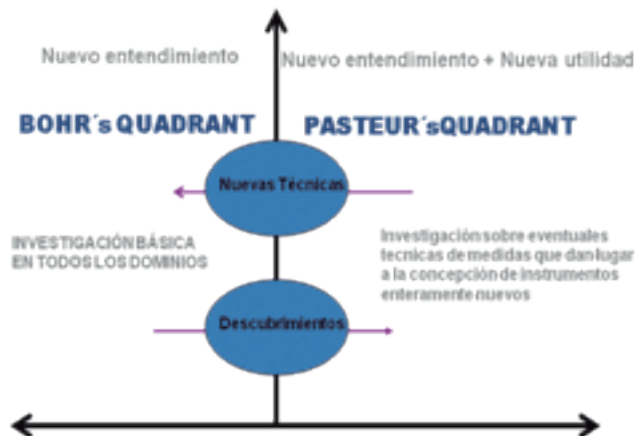 Nuevo entendimiento
Nuevo entendimiento + Nueva utilidad
BOHR´s QUADRANT
PASTEUR´sQUADRANT
Nuevas Técnicas
INVESTIGACIÓN BÁSICA
EN TODOS LOS DOMINIOS
Investigación sobre eventuales
tecnicas de medidas que dan lugar
a la concepción de instrumentos
enteramente nuevos
Descubrimientos